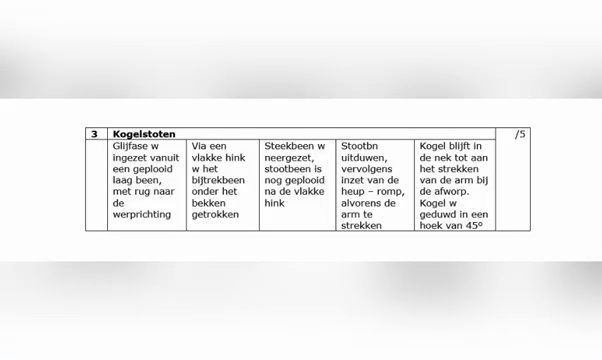 3 Kogelstoten /5
Glijfase w
ingezet vanuit
een geplooid
laag been,
met rug naar
de
werprichting
Via een
vlakke hink
w het
bijtrekbeen
onder het
bekken
getrokken
Steekbeen w
neergezet,
stootbeen is
nog geplooid
na de vlakke
hink
Stootbn
uitduwen,
vervolgens
inzet van de
heup – romp,
alvorens de
arm te
strekken
Kogel blijft in
de nek tot aan
het strekken
van de arm bij
de afworp.
Kogel w
geduwd in een
hoek van 45°